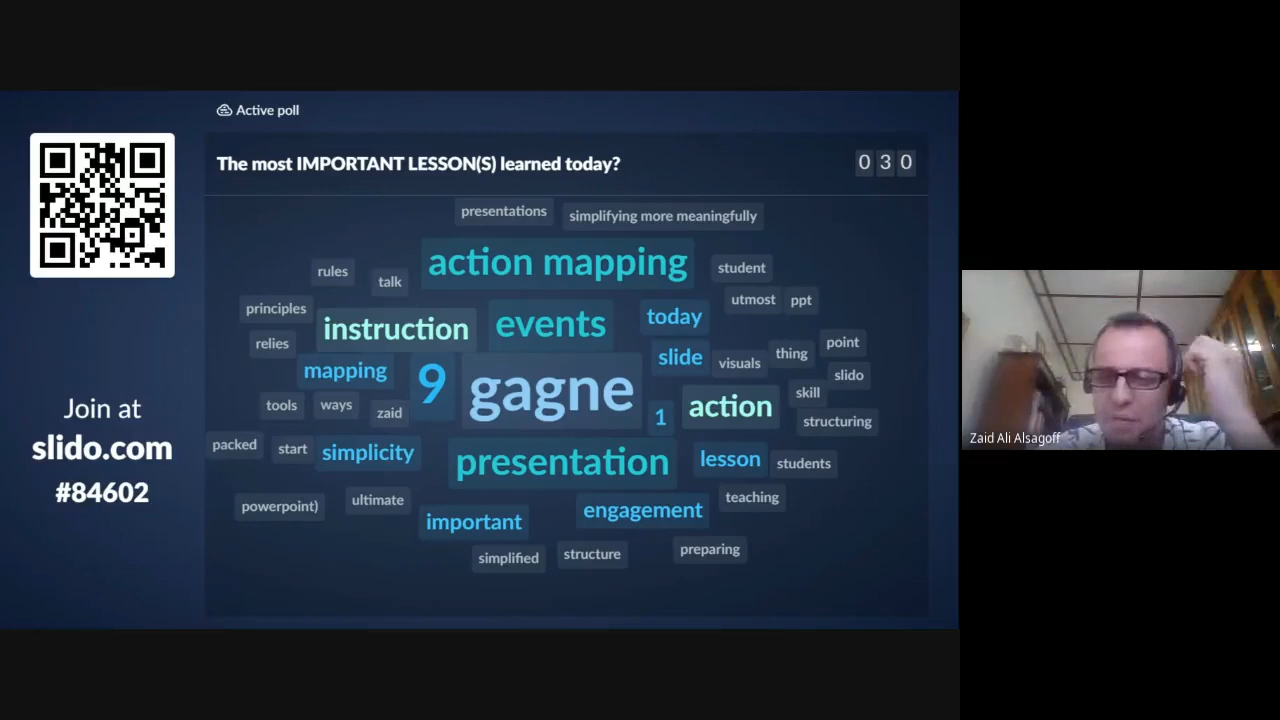 Active poll
The most IMPORTANT LESSON(S) learned today?
030
Join at
slido.com
#84602
presentations
simplifying more meaningfully
action mapping
rules
talk
student
utmost
ppt
principles
instruction
events
today
relies
mapping
9
gagne
slide
visuals
thing
point
slido
tools
ways
zaid
1
action
skill
structuring
packed
start
simplicity
presentation
lesson
students
powerpoint)
ultimate
important
engagement
teaching
simplified
structure
preparing
Zaid Ali Alsagoff